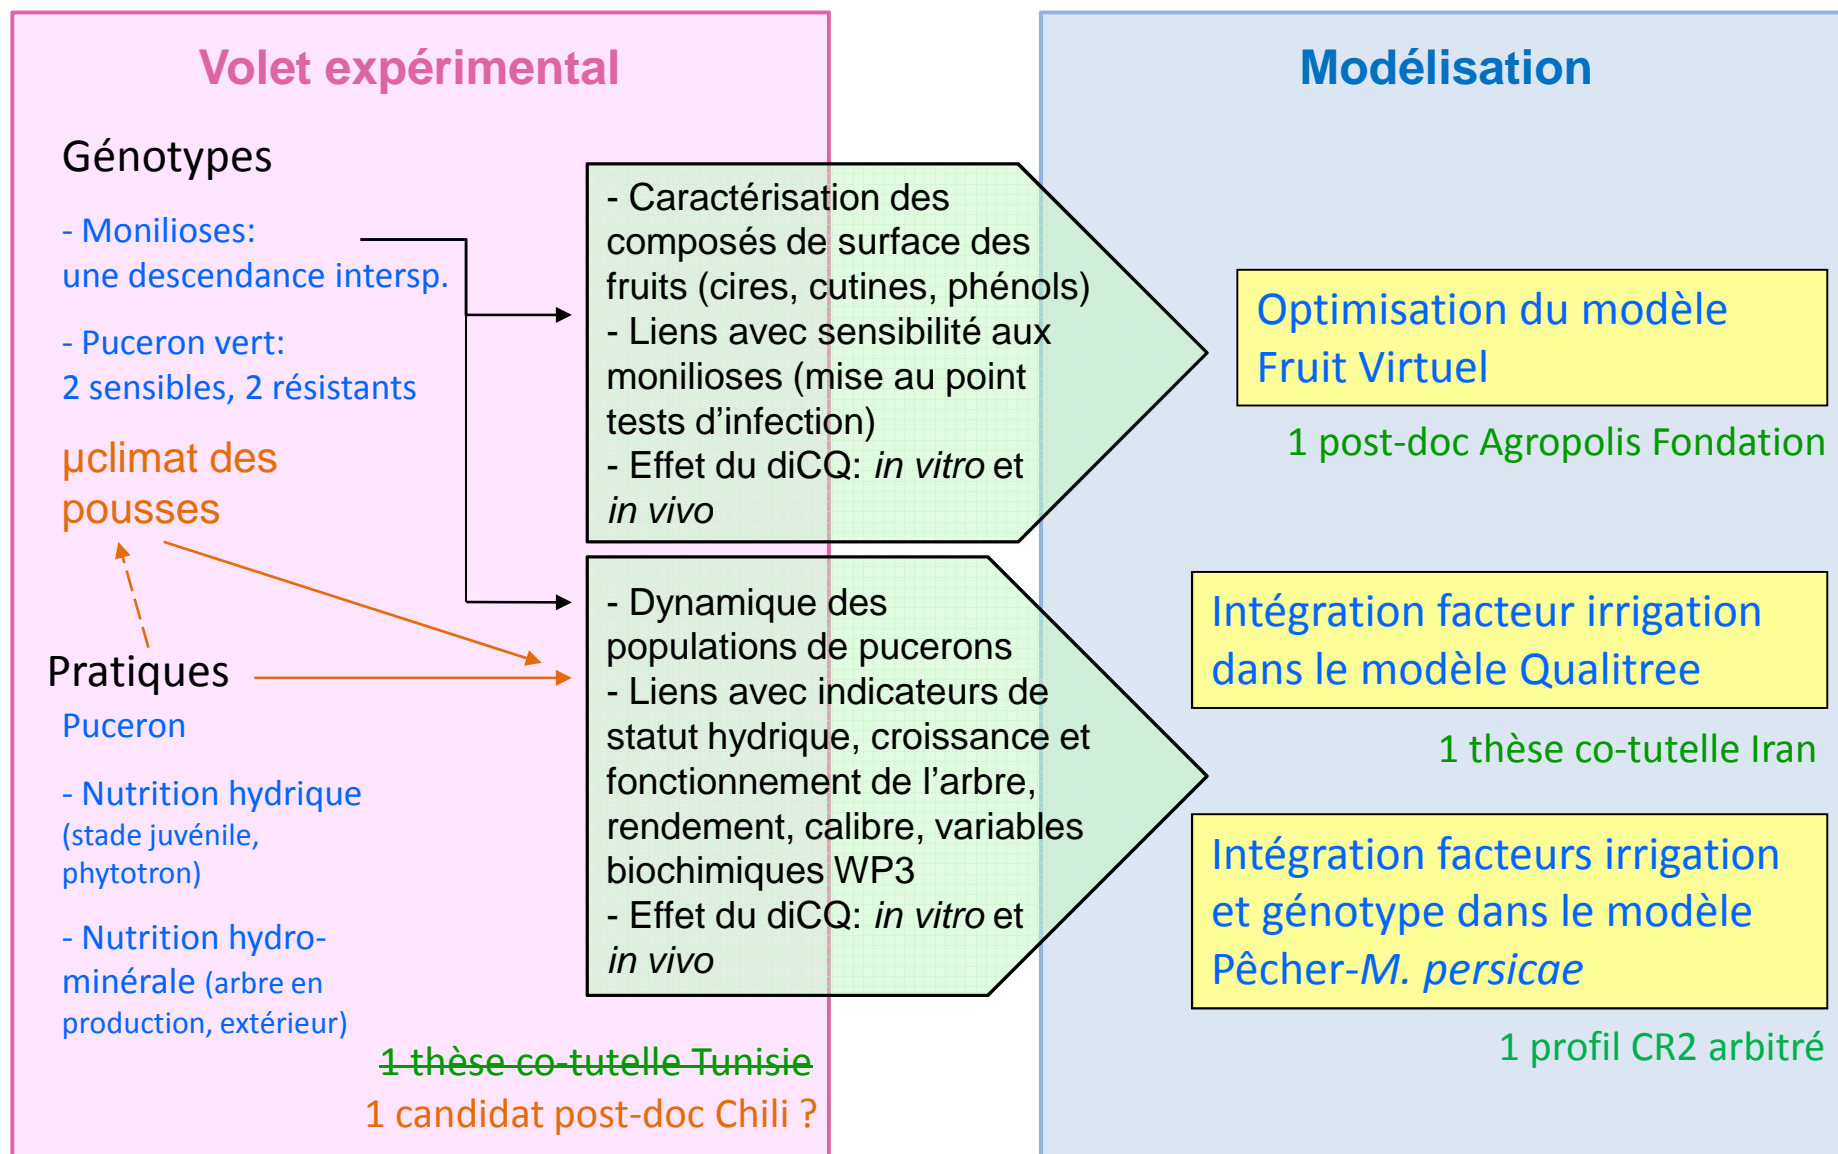 Volet expérimental
Génotypes
- Monilioses:
une descendance intersp.
- Puceron vert:
2 sensibles, 2 résistants
µclimat des
pousses
Pratiques
Puceron
- Nutrition hydrique
(stade juvénile,
phytotron)
- Nutrition hydro-
minérale (arbre en
production, extérieur)
1 thèse co-tutelle Tunisie
1 candidat post-doc Chili ?
- Caractérisation des
composés de surface des
fruits (cires, cutines, phénols)
- Liens avec sensibilité aux
monilioses (mise au point
tests d’infection)
- Effet du diCQ: in vitro et
in vivo
- Dynamique des
populations de pucerons
- Liens avec indicateurs de
statut hydrique, croissance et
fonctionnement de l’arbre,
rendement, calibre, variables
biochimiques WP3
- Effet du diCQ: in vitro et
in vivo
Modélisation
Optimisation du modèle
Fruit Virtuel
1 post-doc Agropolis Fondation
Intégration facteur irrigation
dans le modèle Qualitree
1 thèse co-tutelle Iran
Intégration facteurs irrigation
et génotype dans le modèle
Pêcher-M. persicae
1 profil CR2 arbitré